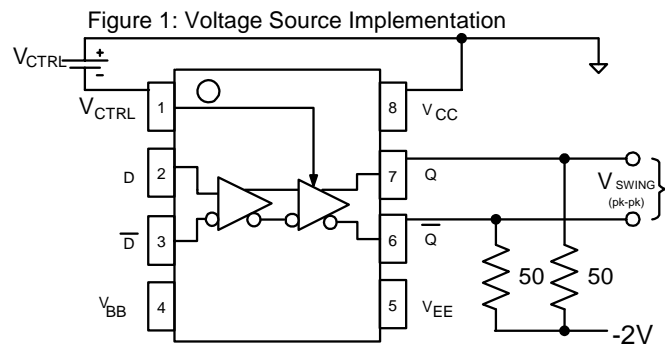 Figure 1: Voltage Source Implementation
VCTRL
+
-
VCTRL
1
8
VCC
D
2
7
Q
VSWING
(pk-pk)
D
3
6
Q
50
50
VBB
4
5
VEE
-2V